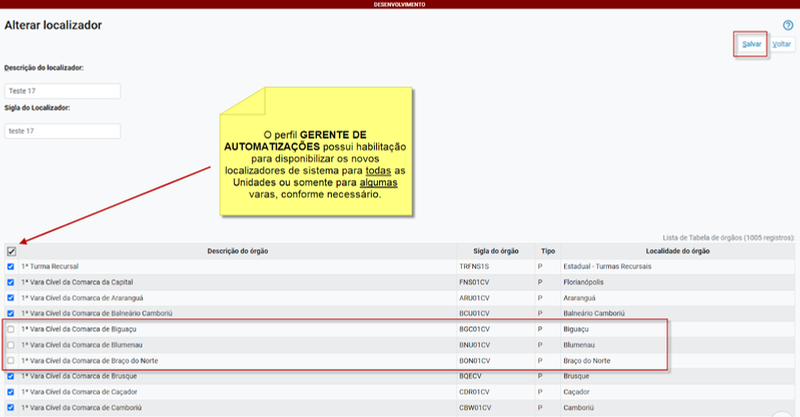 DESENVOLVIMENTO
Alterar localizador
Salvar
Voltar
Descrição do localizador:
Teste 17
Sigla do Localizador:
teste 17
O perfil GERENTE DE
AUTOMATIZAÇÕES possui habilitação
para disponibilizar os novos
localizadores de sistema para todas as
Unidades ou somente para algumas
varas, conforme necessário.
Lista de Tabela de órgãos (1005 registros):
Descrição do órgão Sigla do órgão Tipo Localidade do órgão
1ª Turma Recursal TRFNS1S P Estadual - Turmas Recursais
1ª Vara Cível da Comarca da Capital FNS01CV P Florianópolis
1ª Vara Cível da Comarca de Araranguá ARU01CV P Araranguá
1ª Vara Cível da Comarca de Balneário Camboriú BCU01CV P Balneário Camboriú
1ª Vara Cível da Comarca de Biguaçu BGC01CV P Biguaçu
1ª Vara Cível da Comarca de Blumenau BNU01CV P Blumenau
1ª Vara Cível da Comarca de Braço do Norte BON01CV P Braço do Norte
1ª Vara Cível da Comarca de Brusque BQECV P Brusque
1ª Vara Cível da Comarca de Caçador CDR01CV P Caçador
1ª Vara Cível da Comarca de Camboriú CBW01CV P Camboriú